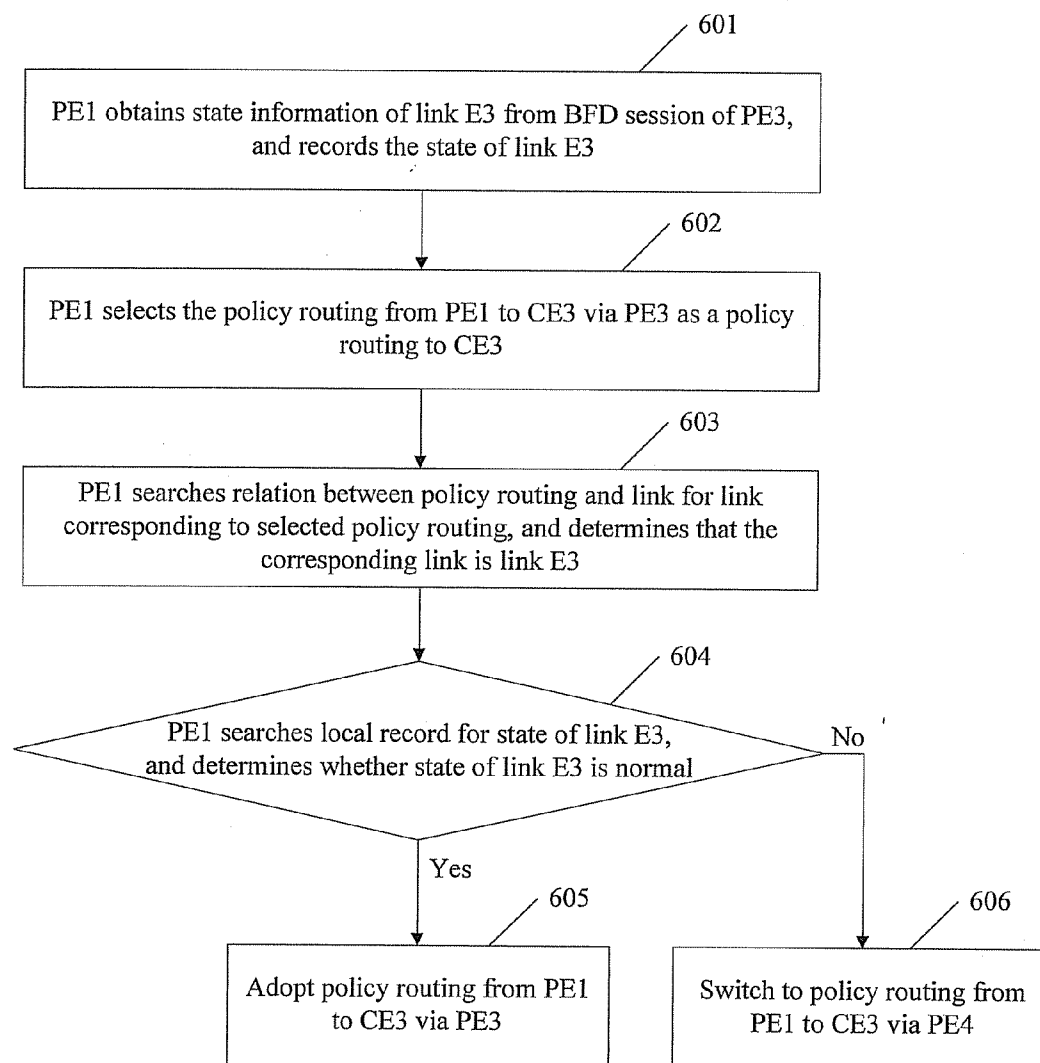 601
PE1 obtains state information of link E3 from BFD session of PE3,
and records the state of link E3
602
PE1 selects the policy routing from PE1 to CE3 via PE3 as a policy
routing to CE3
603
PE1 searches relation between policy routing and link for link
corresponding to selected policy routing, and determines that the
corresponding link is link E3
604
PE1 searches local record for state of link E3,
and determines whether state of link E3 is normal
No
Yes
605
606
Adopt policy routing from PE1
to CE3 via PE3
Switch to policy routing from
PE1 to CE3 via PE4